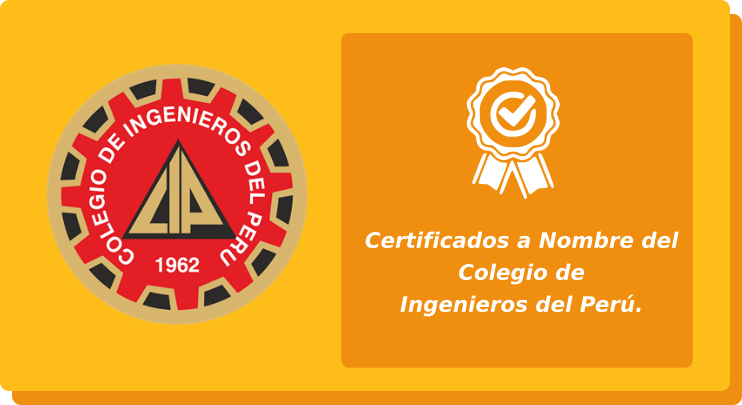 COLEGIO DE INGENIEROS DEL PERU
CIP
1962
Certificados a Nombre del
Colegio de
Ingenieros del Perú.